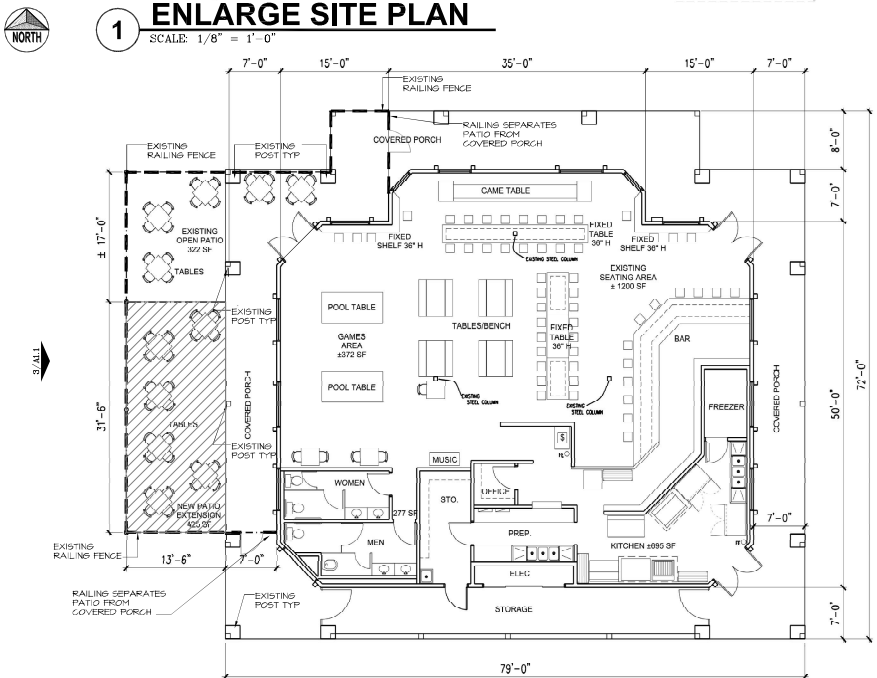 NORTH
1
ENLARGE SITE PLAN
SCALE: 1/8" = 1'-0"
7'-0"
15'-0"
35'-0"
15'-0"
7'-0"
EXISTING
RAILING FENCE
EXISTING
RAILING FENCE
EXISTING
POST TYP
COVERED PORCH
RAILING SEPARATES
PATIO FROM
COVERED PORCH
8'-0"
7'-0"
50'-0"
72'-0"
7'-0"
± 17'-0"
31'-6"
3/A1.1
EXISTING
OPEN PATIO
322 SF
TABLES
CAME TABLE
FIXED
SHELF 36" H
FIXED
TABLE
36" H
FIXED
SHELF 36" H
EXISTING STEEL COLUMN
EXISTING
SEATING AREA
± 1200 SF
EXISTING
POST TYP
POOL TABLE
GAMES
AREA
±372 SF
POOL TABLE
TABLES/BENCH
FIXED
TABLE
36" H
BAR
EXISTING
STEEL COLUMN
EXISTING
STEEL COLUMN
FREEZER
COVERED PORCH
COVERED PORCH
TABLES
EXISTING
POST TYP
MUSIC
WOMEN
STO.
OFFICE
277 SF
NEW PATIO
EXTENSION
425 SF
MEN
PREP.
KITCHEN ±695 SF
7'-0"
ELEC
STORAGE
EXISTING
RAILING FENCE
13'-6"
7'-0"
RAILING SEPARATES
PATIO FROM
COVERED PORCH
EXISTING
POST TYP
79'-0"